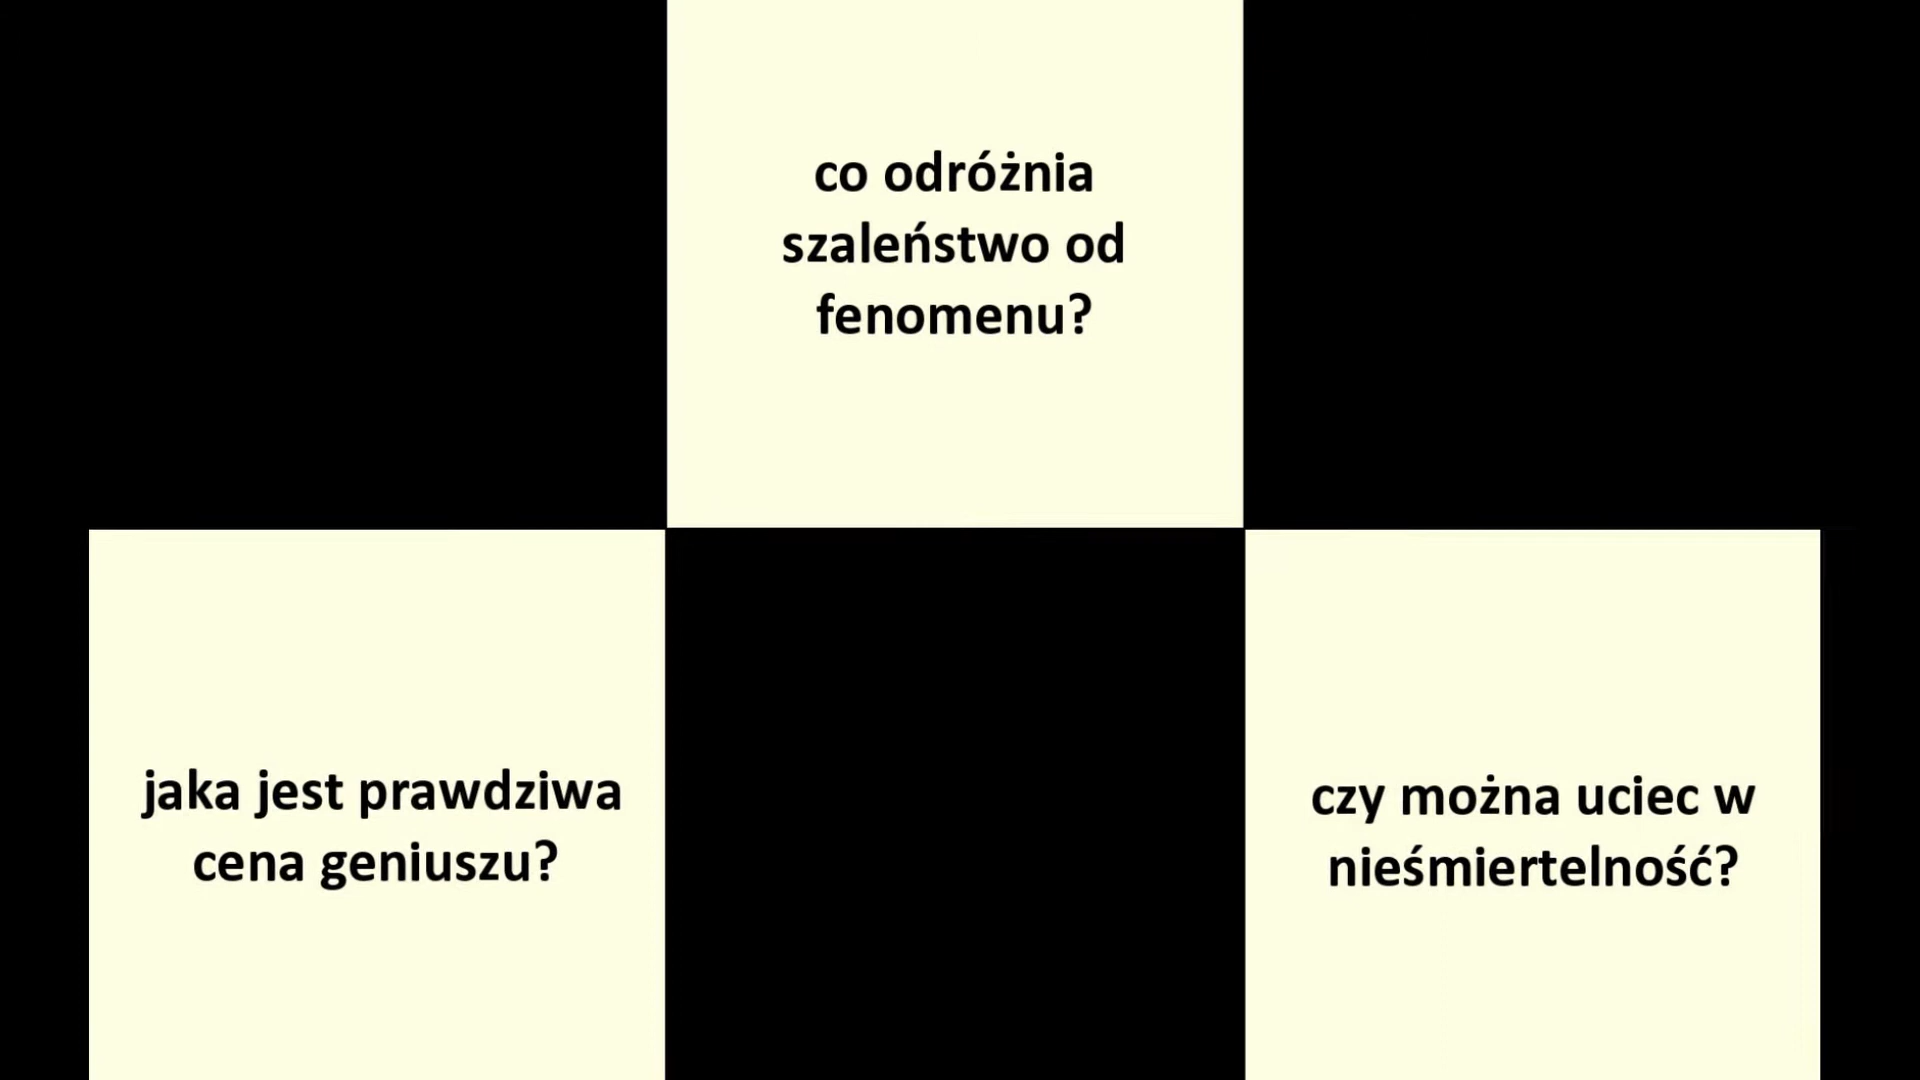 co odróżnia
szaleństwo od
fenomenu?
jaka jest prawdziwa
cena geniuszu?
czy można uciec w
nieśmiertelność?